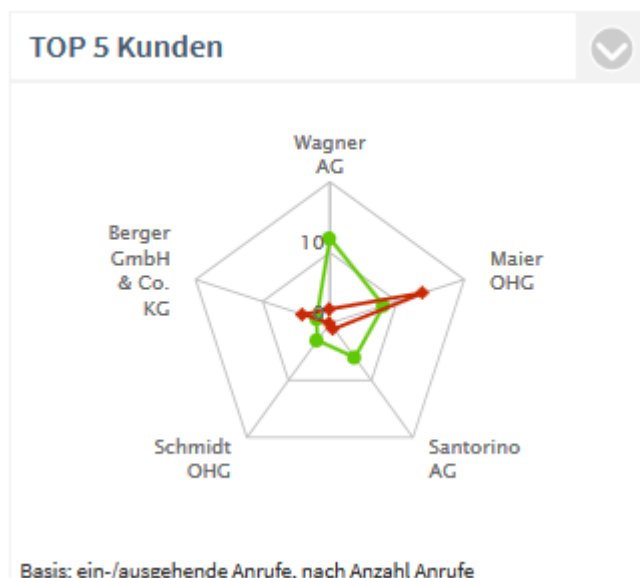 TOP 5 Kunden
Wagner
AG
10
Berger
GmbH
& Co.
KG
Maier
OHG
0
Schmidt
OHG
Santorino
AG
Basis: ein-/ausgehende Anrufe, nach Anzahl Anrufe